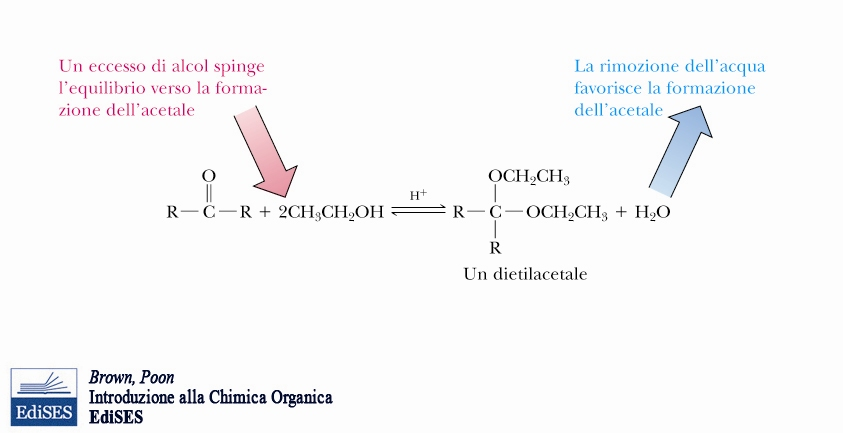 Un eccesso di alcol spinge
l'equilibrio verso la forma-
zione dell'acetale
La rimozione dell'acqua
favorisce la formazione
dell'acetale
O
OCH₂CH₃
R—C—R + 2CH₃CH₂OH ⇌ R—C—OCH₂CH₃ + H₂O
H⁺
R
Un dietilacetale
EdiSES
Brown, Poon
Introduzione alla Chimica Organica
EdiSES